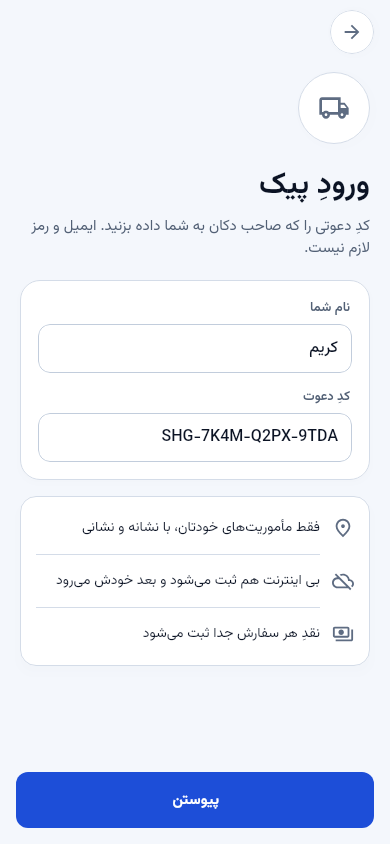 ورودِ پیک
کدِ دعوتی را که صاحب دکان به شما داده بزنید. ایمیل و رمز
لازم نیست.
نام شما
کریم
کدِ دعوت
SHG-7K4M-Q2PX-9TDA
فقط مأموریت‌های خودتان، با نشانه و نشانی
بی اینترنت هم ثبت می‌شود و بعد خودش می‌رود
نقدِ هر سفارش جدا ثبت می‌شود
پیوستن